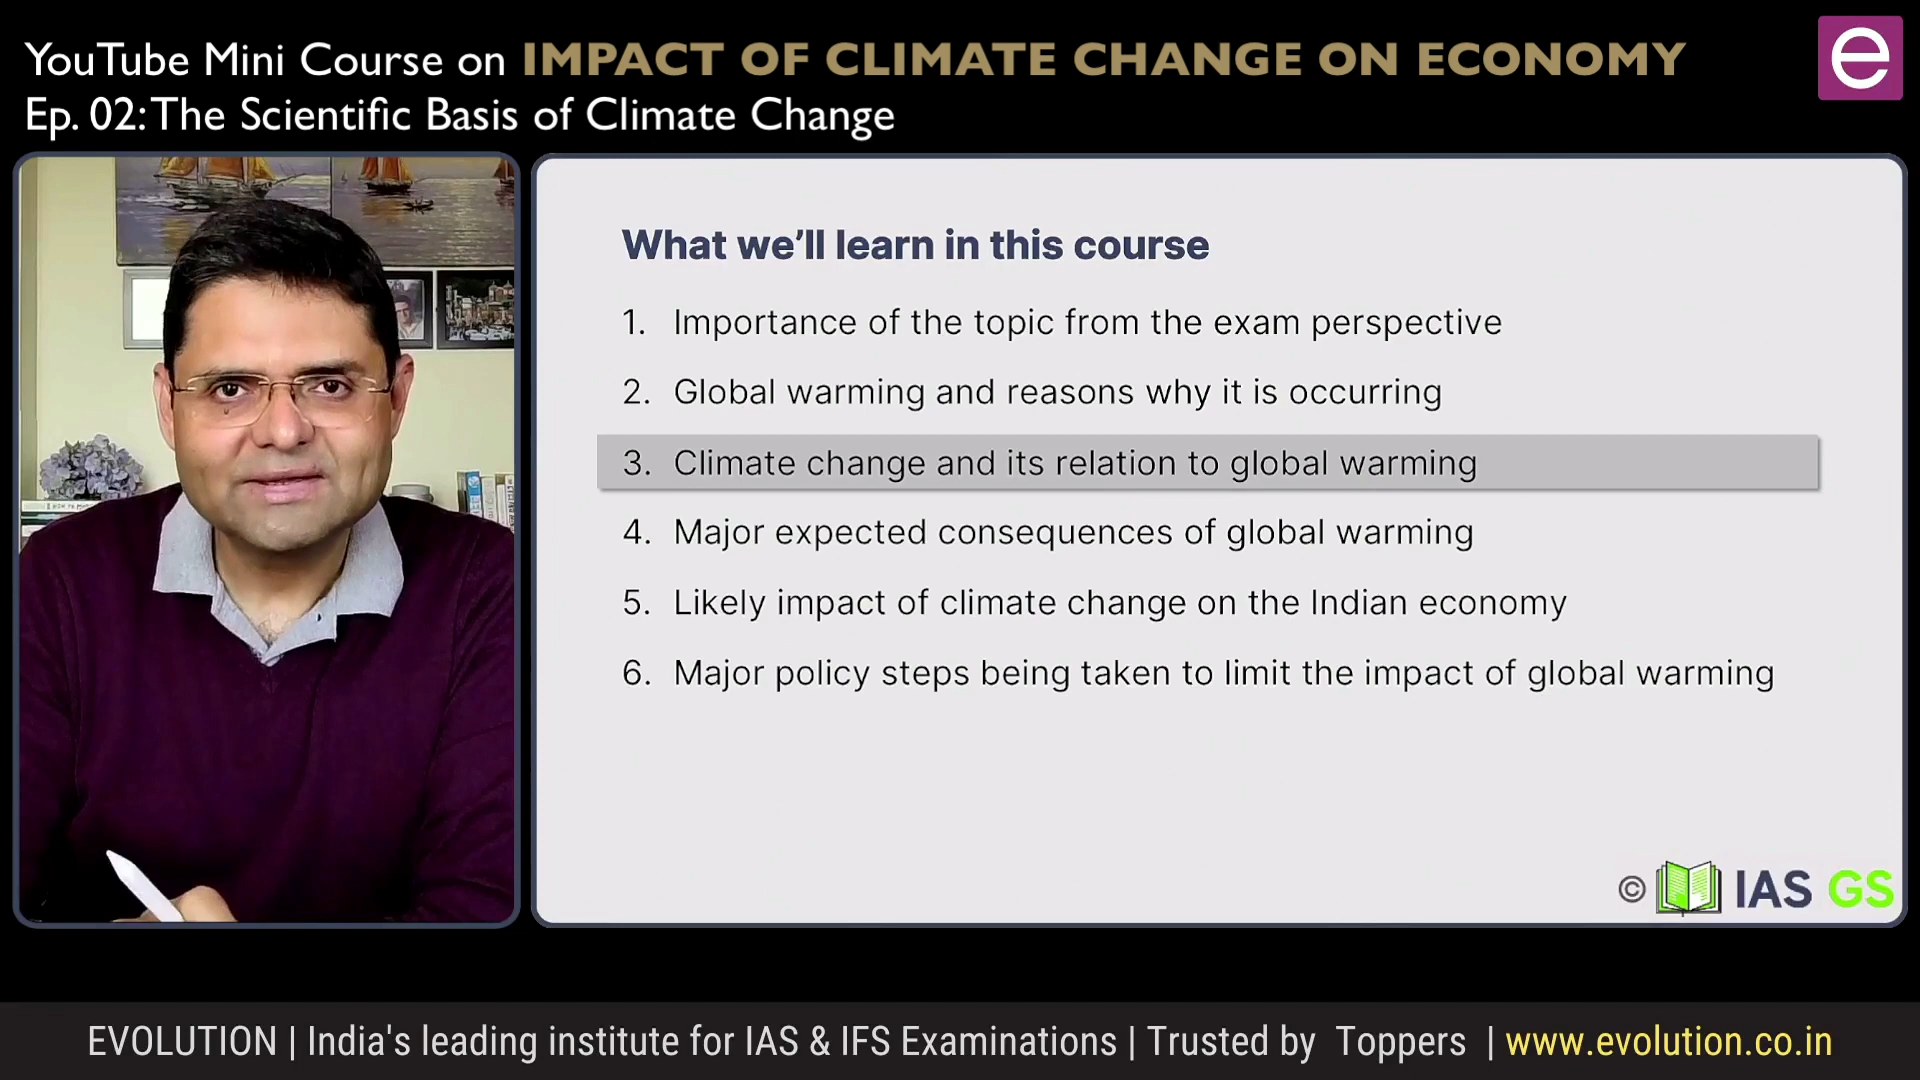 YouTube Mini Course on IMPACT OF CLIMATE CHANGE ON ECONOMY
Ep. 02: The Scientific Basis of Climate Change
e
What we'll learn in this course
1. Importance of the topic from the exam perspective
2. Global warming and reasons why it is occurring
3. Climate change and its relation to global warming
4. Major expected consequences of global warming
5. Likely impact of climate change on the Indian economy
6. Major policy steps being taken to limit the impact of global warming
© IAS GS
EVOLUTION | India's leading institute for IAS & IFS Examinations | Trusted by Toppers | www.evolution.co.in